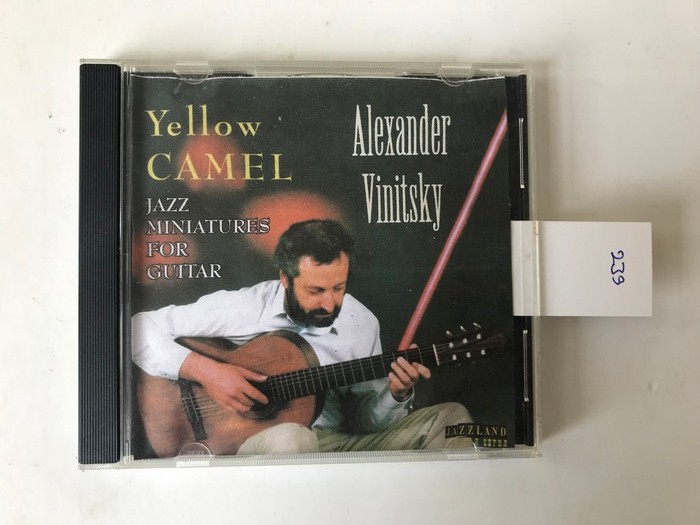 Yellow
CAMEL
JAZZ
MINIATURES
FOR
GUITAR
Alexander
Vinitsky
239
JAZZLAND